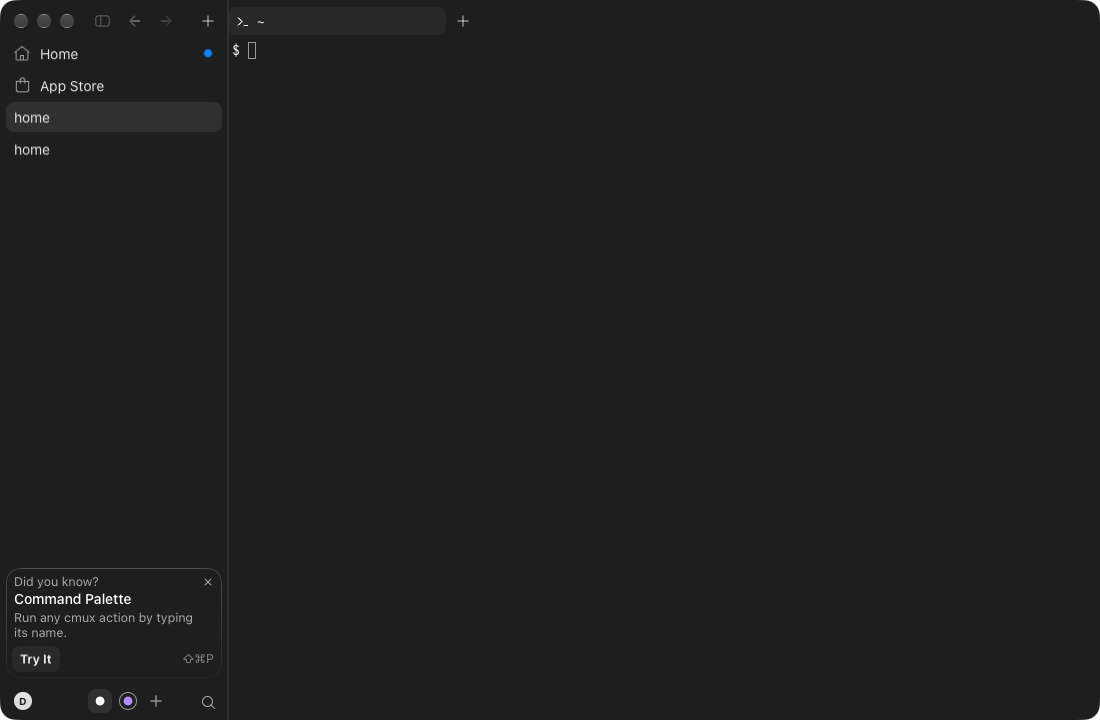 ~
$
Home
App Store
home
home
Did you know?
Command Palette
Run any cmux action by typing
its name.
Try It
⇧⌘P
D